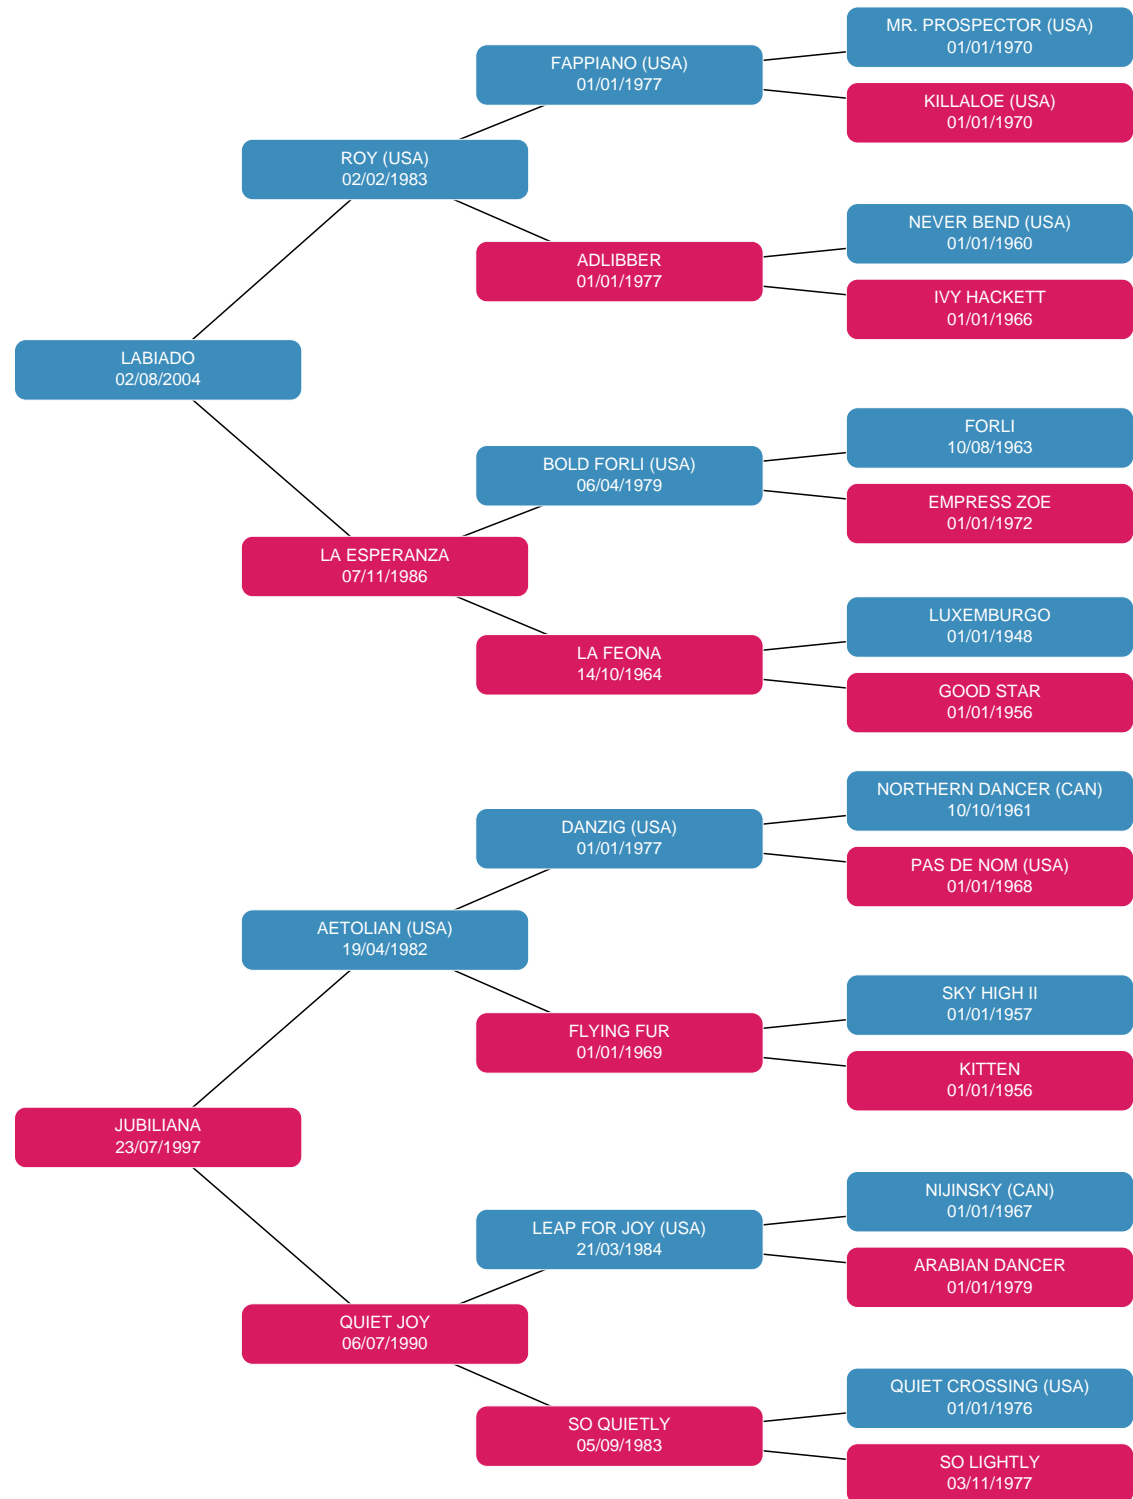 MR. PROSPECTOR (USA)
01/01/1970
FAPPIANO (USA)
01/01/1977
KILLALOE (USA)
01/01/1970
ROY (USA)
02/02/1983
NEVER BEND (USA)
01/01/1960
ADLIBBER
01/01/1977
IVY HACKETT
01/01/1966
LABIADO
02/08/2004
FORLI
10/08/1963
BOLD FORLI (USA)
06/04/1979
EMPRESS ZOE
01/01/1972
LA ESPERANZA
07/11/1986
LUXEMBURGO
01/01/1948
LA FEONA
14/10/1964
GOOD STAR
01/01/1956
NORTHERN DANCER (CAN)
10/10/1961
DANZIG (USA)
01/01/1977
PAS DE NOM (USA)
01/01/1968
AETOLIAN (USA)
19/04/1982
SKY HIGH II
01/01/1957
FLYING FUR
01/01/1969
KITTEN
01/01/1956
JUBILIANA
23/07/1997
NIJINSKY (CAN)
01/01/1967
LEAP FOR JOY (USA)
21/03/1984
ARABIAN DANCER
01/01/1979
QUIET JOY
06/07/1990
QUIET CROSSING (USA)
01/01/1976
SO QUIETLY
05/09/1983
SO LIGHTLY
03/11/1977